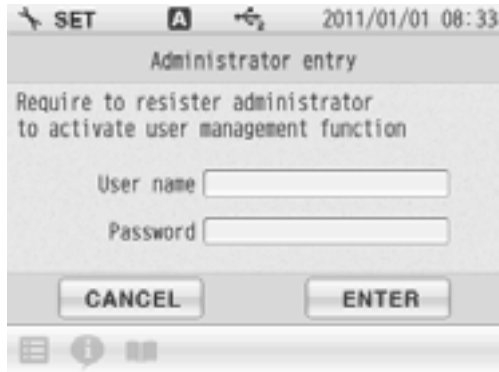 SET A 2011/01/01 08:33
Administrator entry
Require to resister administrator
to activate user management function
User name
Password
CANCEL ENTER